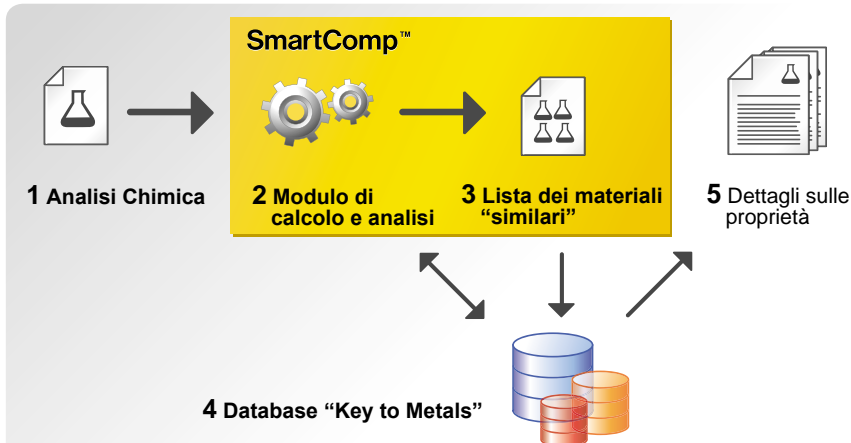 SmartComp™
1 Analisi Chimica
2 Modulo di
calcolo e analisi
3 Lista dei materiali
“similari”
5 Dettagli sulle
proprietà
4 Database “Key to Metals”